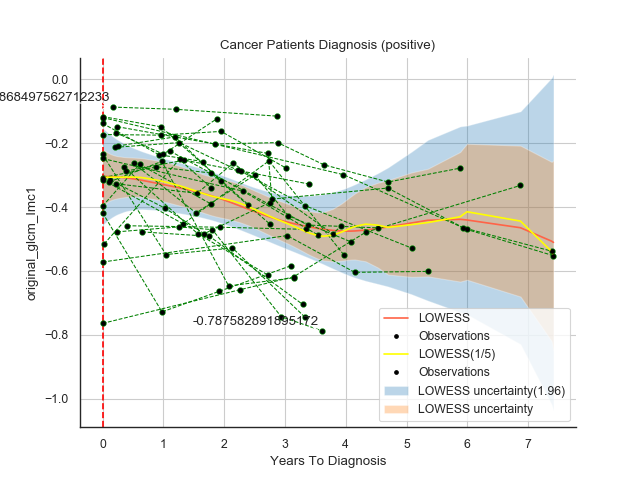 Cancer Patients Diagnosis (positive)
0.0
868497562712233
−0.2
−0.4
−0.6
−0.8
−1.0
original_glcm_Imc1
-0.787582891895172
LOWESS
Observations
LOWESS(1/5)
Observations
LOWESS uncertainty(1.96)
LOWESS uncertainty
0 1 2 3 4 5 6 7
Years To Diagnosis